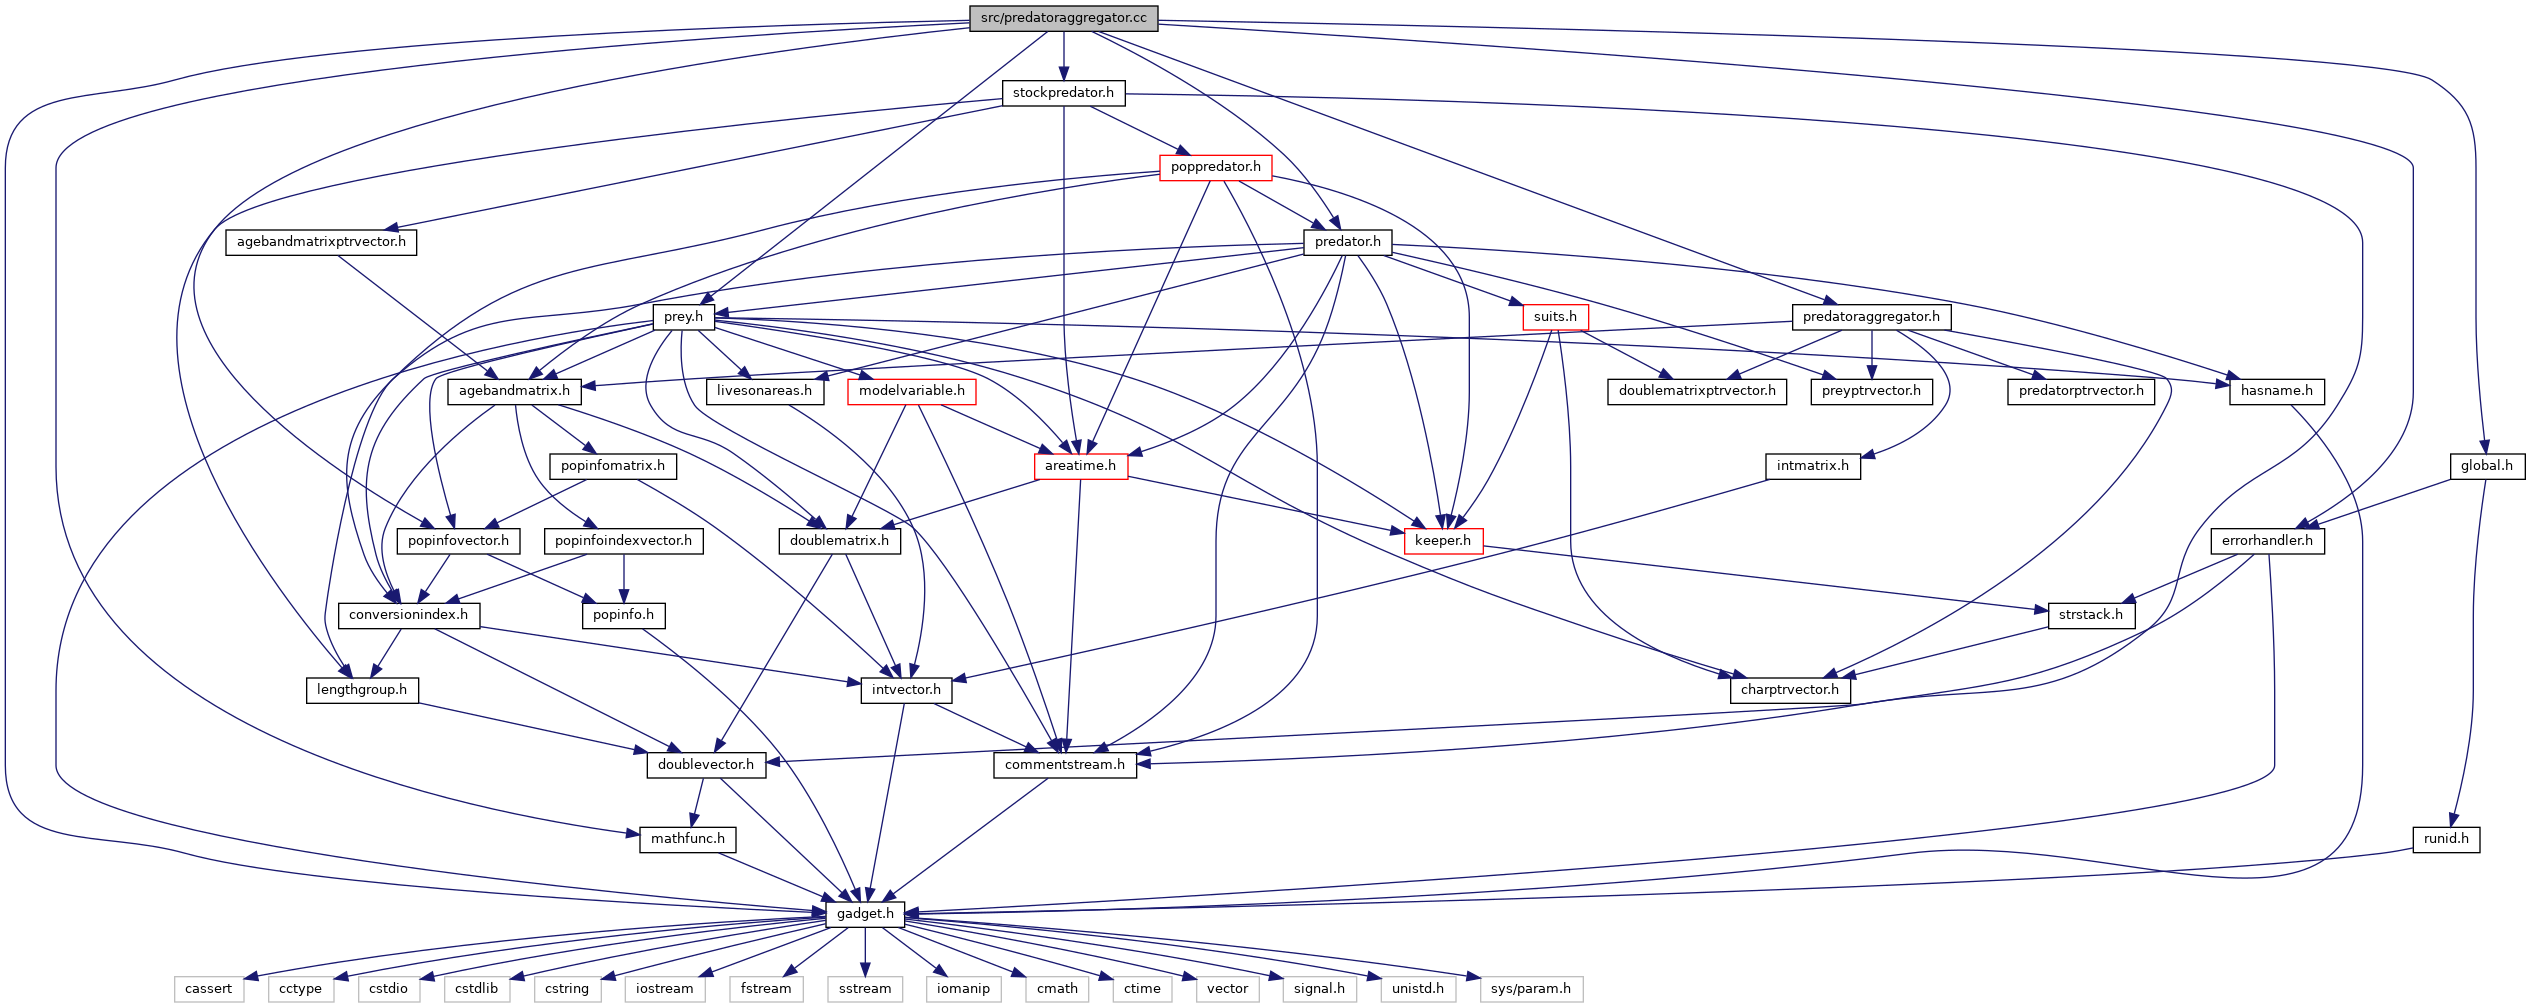 src/predatoraggregator.cc
stockpredator.h
poppredator.h
agebandmatrixptrvector.h
predator.h
prey.h
suits.h
predatoraggregator.h
agebandmatrix.h
livesonareas.h
modelvariable.h
doublematrixptrvector.h
preyptrvector.h
predatorptrvector.h
hasname.h
popinfomatrix.h
areatime.h
intmatrix.h
global.h
popinfovector.h
popinfoindexvector.h
doublematrix.h
keeper.h
errorhandler.h
conversionindex.h
popinfo.h
strstack.h
lengthgroup.h
intvector.h
charptrvector.h
doublevector.h
commentstream.h
mathfunc.h
runid.h
gadget.h
cassert
cctype
cstdio
cstdlib
cstring
iostream
fstream
sstream
iomanip
cmath
ctime
vector
signal.h
unistd.h
sys/param.h